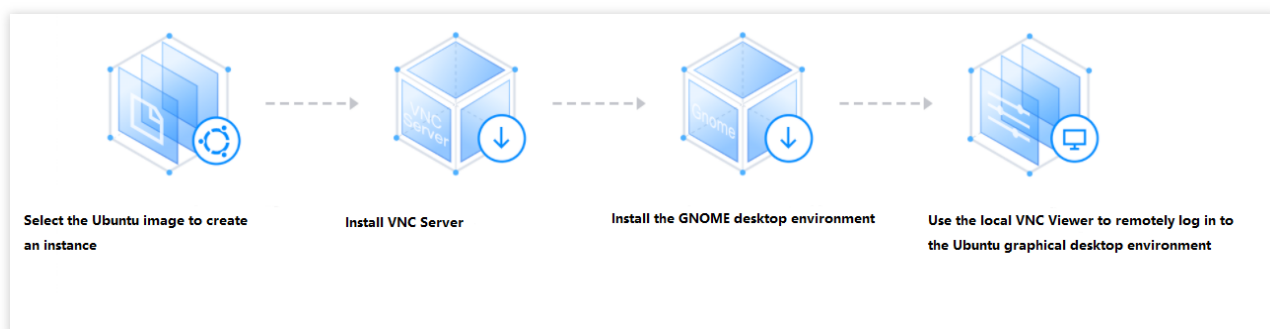 VNC
Server
Gnome
Select the Ubuntu image to create
an instance
Install VNC Server
Install the GNOME desktop environment
Use the local VNC Viewer to remotely log in to
the Ubuntu graphical desktop environment